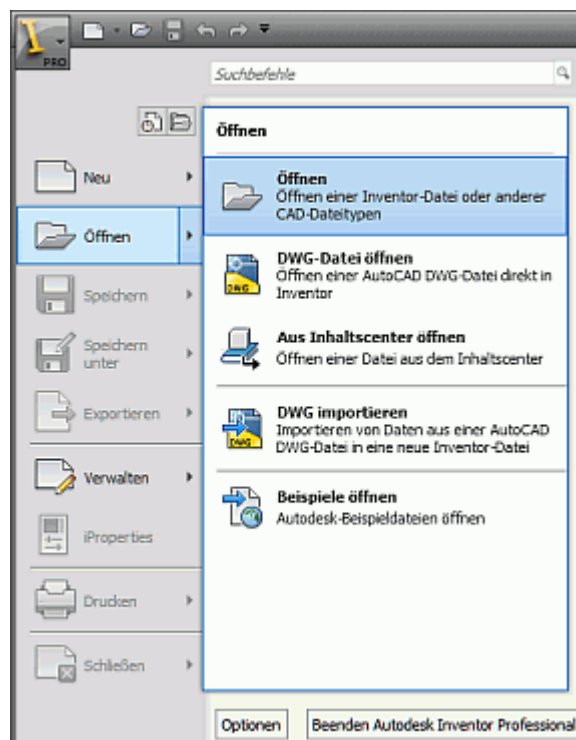 PRO
Suchbefehle
Öffnen
Neu
Öffnen
Speichern
Speichern
unter
Exportieren
Verwalten
iProperties
Drucken
Schließen
Öffnen
Öffnen einer Inventor-Datei oder anderer
CAD-Dateitypen
DWG-Datei öffnen
Öffnen einer AutoCAD DWG-Datei direkt in
Inventor
DWG
Aus Inhaltscenter öffnen
Öffnen einer Datei aus dem Inhaltscenter
DWG importieren
Importieren von Daten aus einer AutoCAD
DWG-Datei in eine neue Inventor-Datei
DWG
Beispiele öffnen
Autodesk-Beispieldateien öffnen
Optionen
Beenden Autodesk Inventor Professional